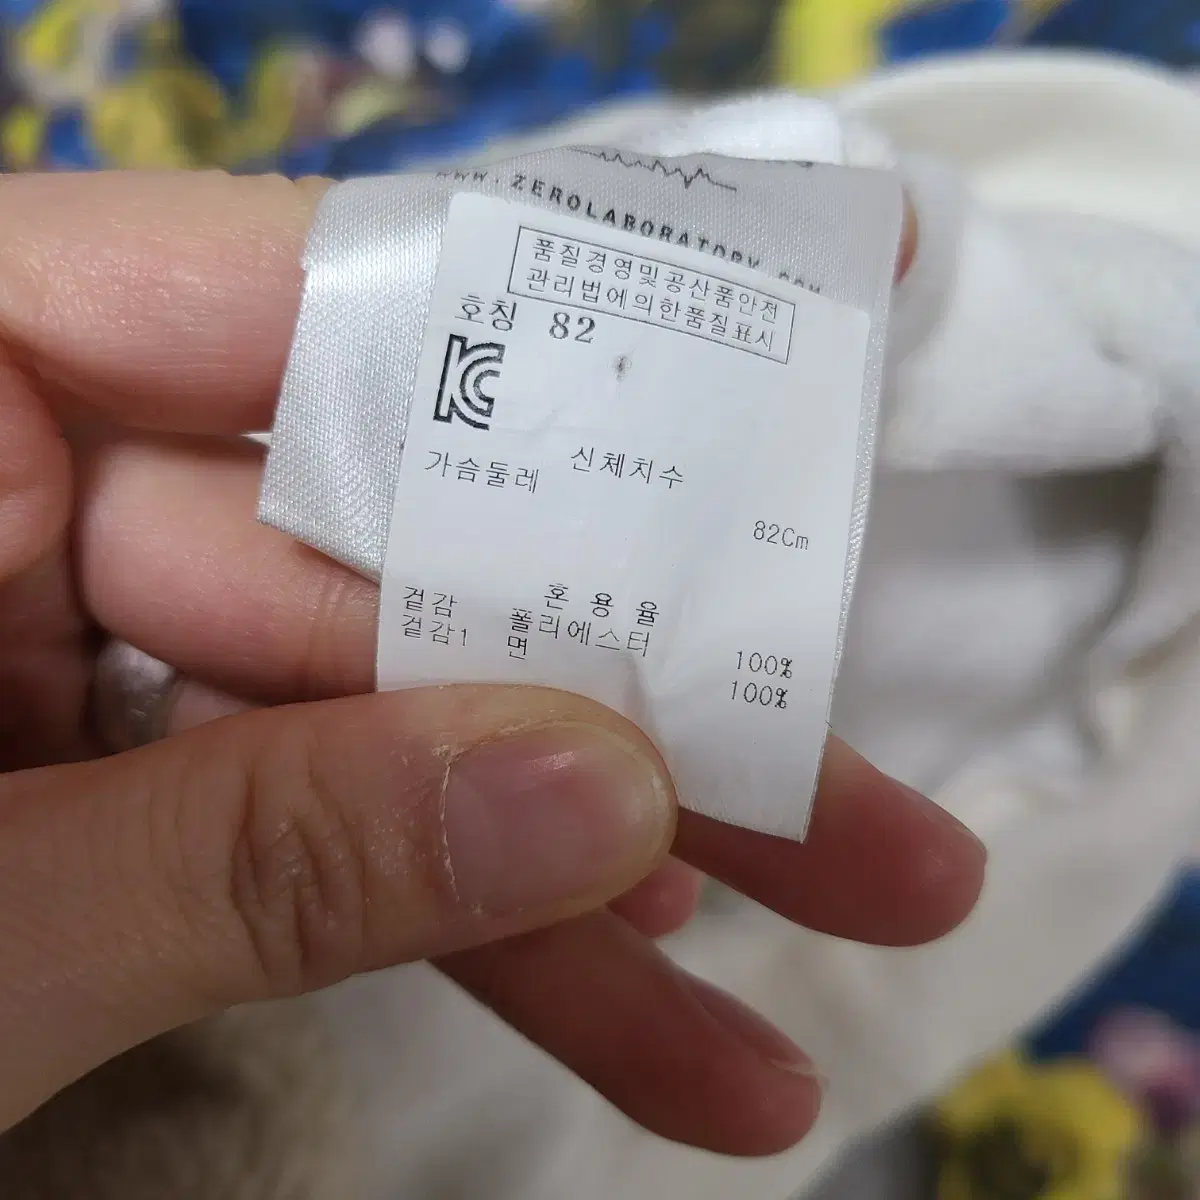 WWW.ZEROLABORATORY.COM
품질경영및공산품안전
관리법에의한품질표시
호칭 82
신체치수
가슴둘레
82Cm
혼 용 율
겉감 폴리에스터 100%
겉감1 면 100%